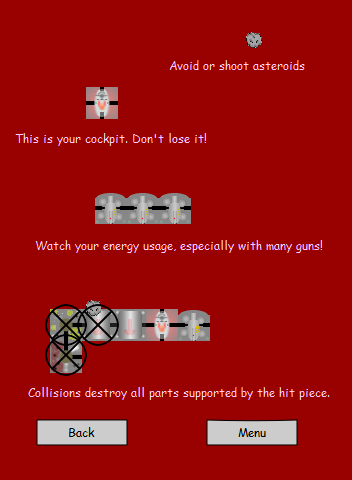 Avoid or shoot asteroids
This is your cockpit. Don't lose it!
Watch your energy usage, especially with many guns!
Collisions destroy all parts supported by the hit piece.
Back
Menu